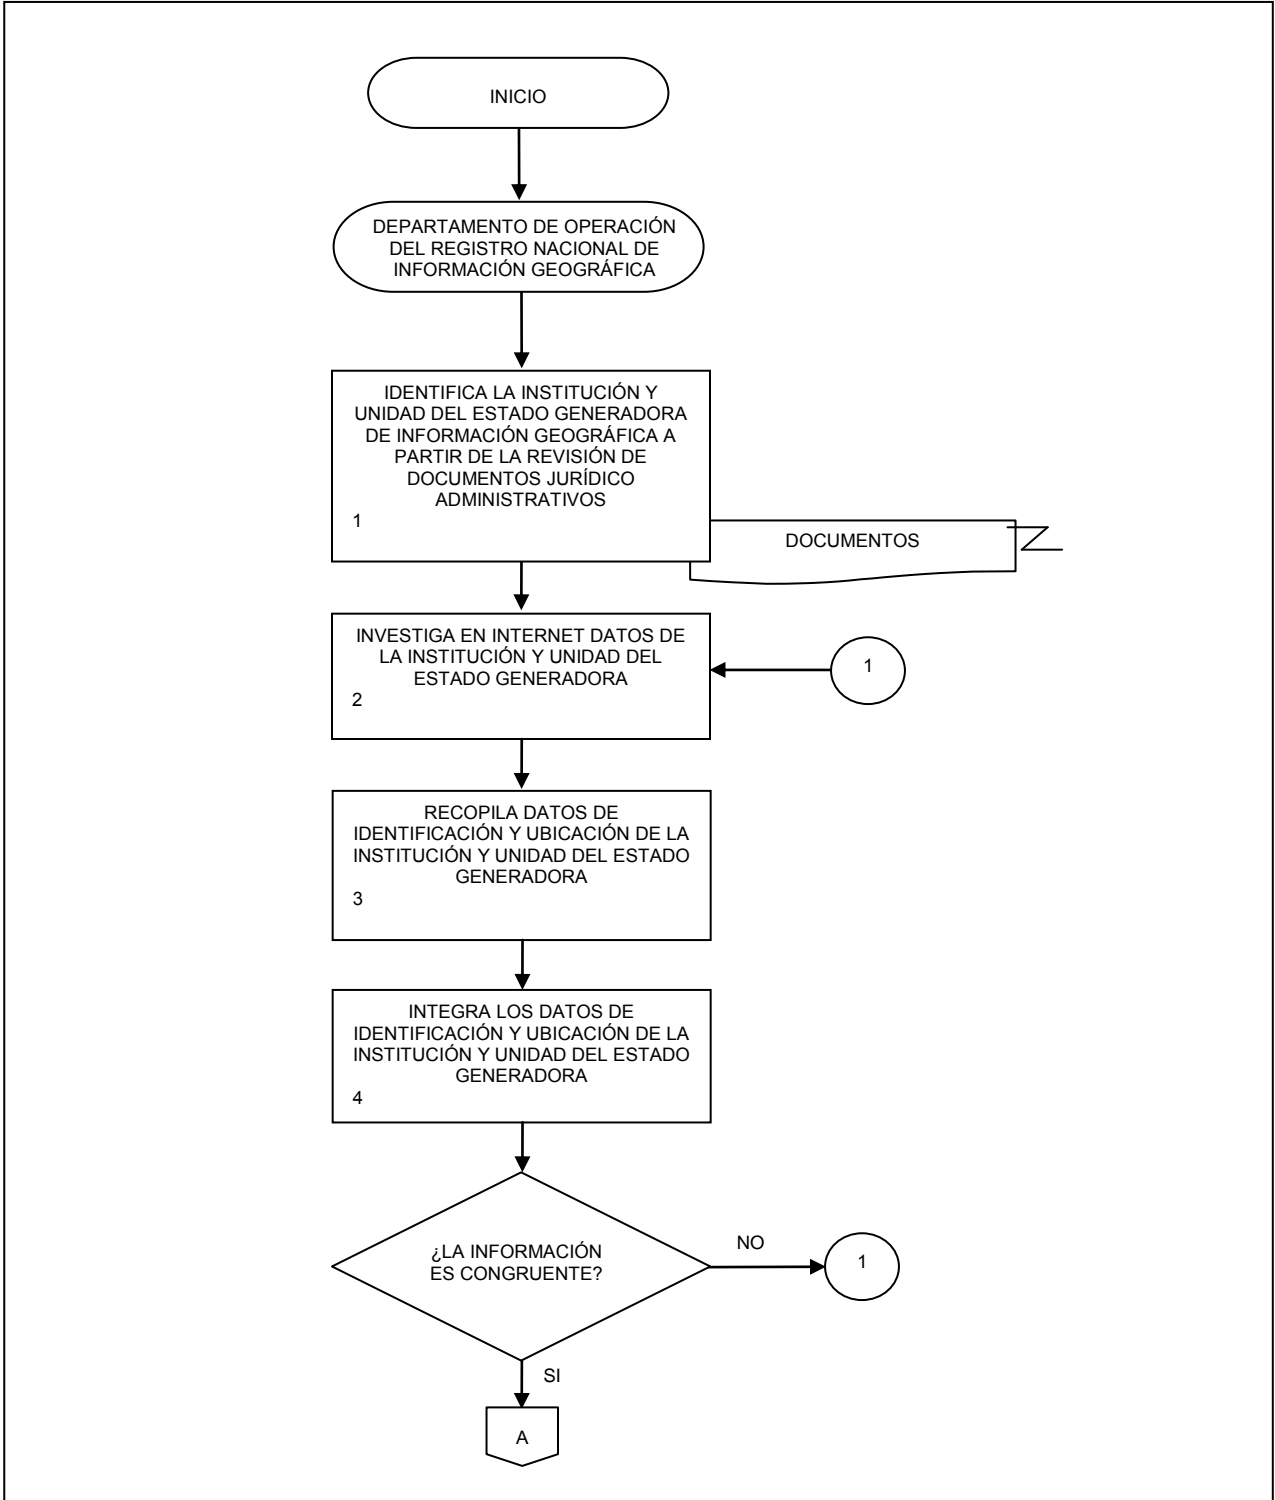 INICIO
DEPARTAMENTO DE OPERACIÓN
DEL REGISTRO NACIONAL DE
INFORMACIÓN GEOGRÁFICA
IDENTIFICA LA INSTITUCIÓN Y
UNIDAD DEL ESTADO GENERADORA
DE INFORMACIÓN GEOGRÁFICA A
PARTIR DE LA REVISIÓN DE
DOCUMENTOS JURÍDICO
ADMINISTRATIVOS
1
DOCUMENTOS
INVESTIGA EN INTERNET DATOS DE
LA INSTITUCIÓN Y UNIDAD DEL
ESTADO GENERADORA
2
1
RECOPILA DATOS DE
IDENTIFICACIÓN Y UBICACIÓN DE LA
INSTITUCIÓN Y UNIDAD DEL ESTADO
GENERADORA
3
INTEGRA LOS DATOS DE
IDENTIFICACIÓN Y UBICACIÓN DE LA
INSTITUCIÓN Y UNIDAD DEL ESTADO
GENERADORA
4
¿LA INFORMACIÓN
ES CONGRUENTE?
NO
1
SI
A